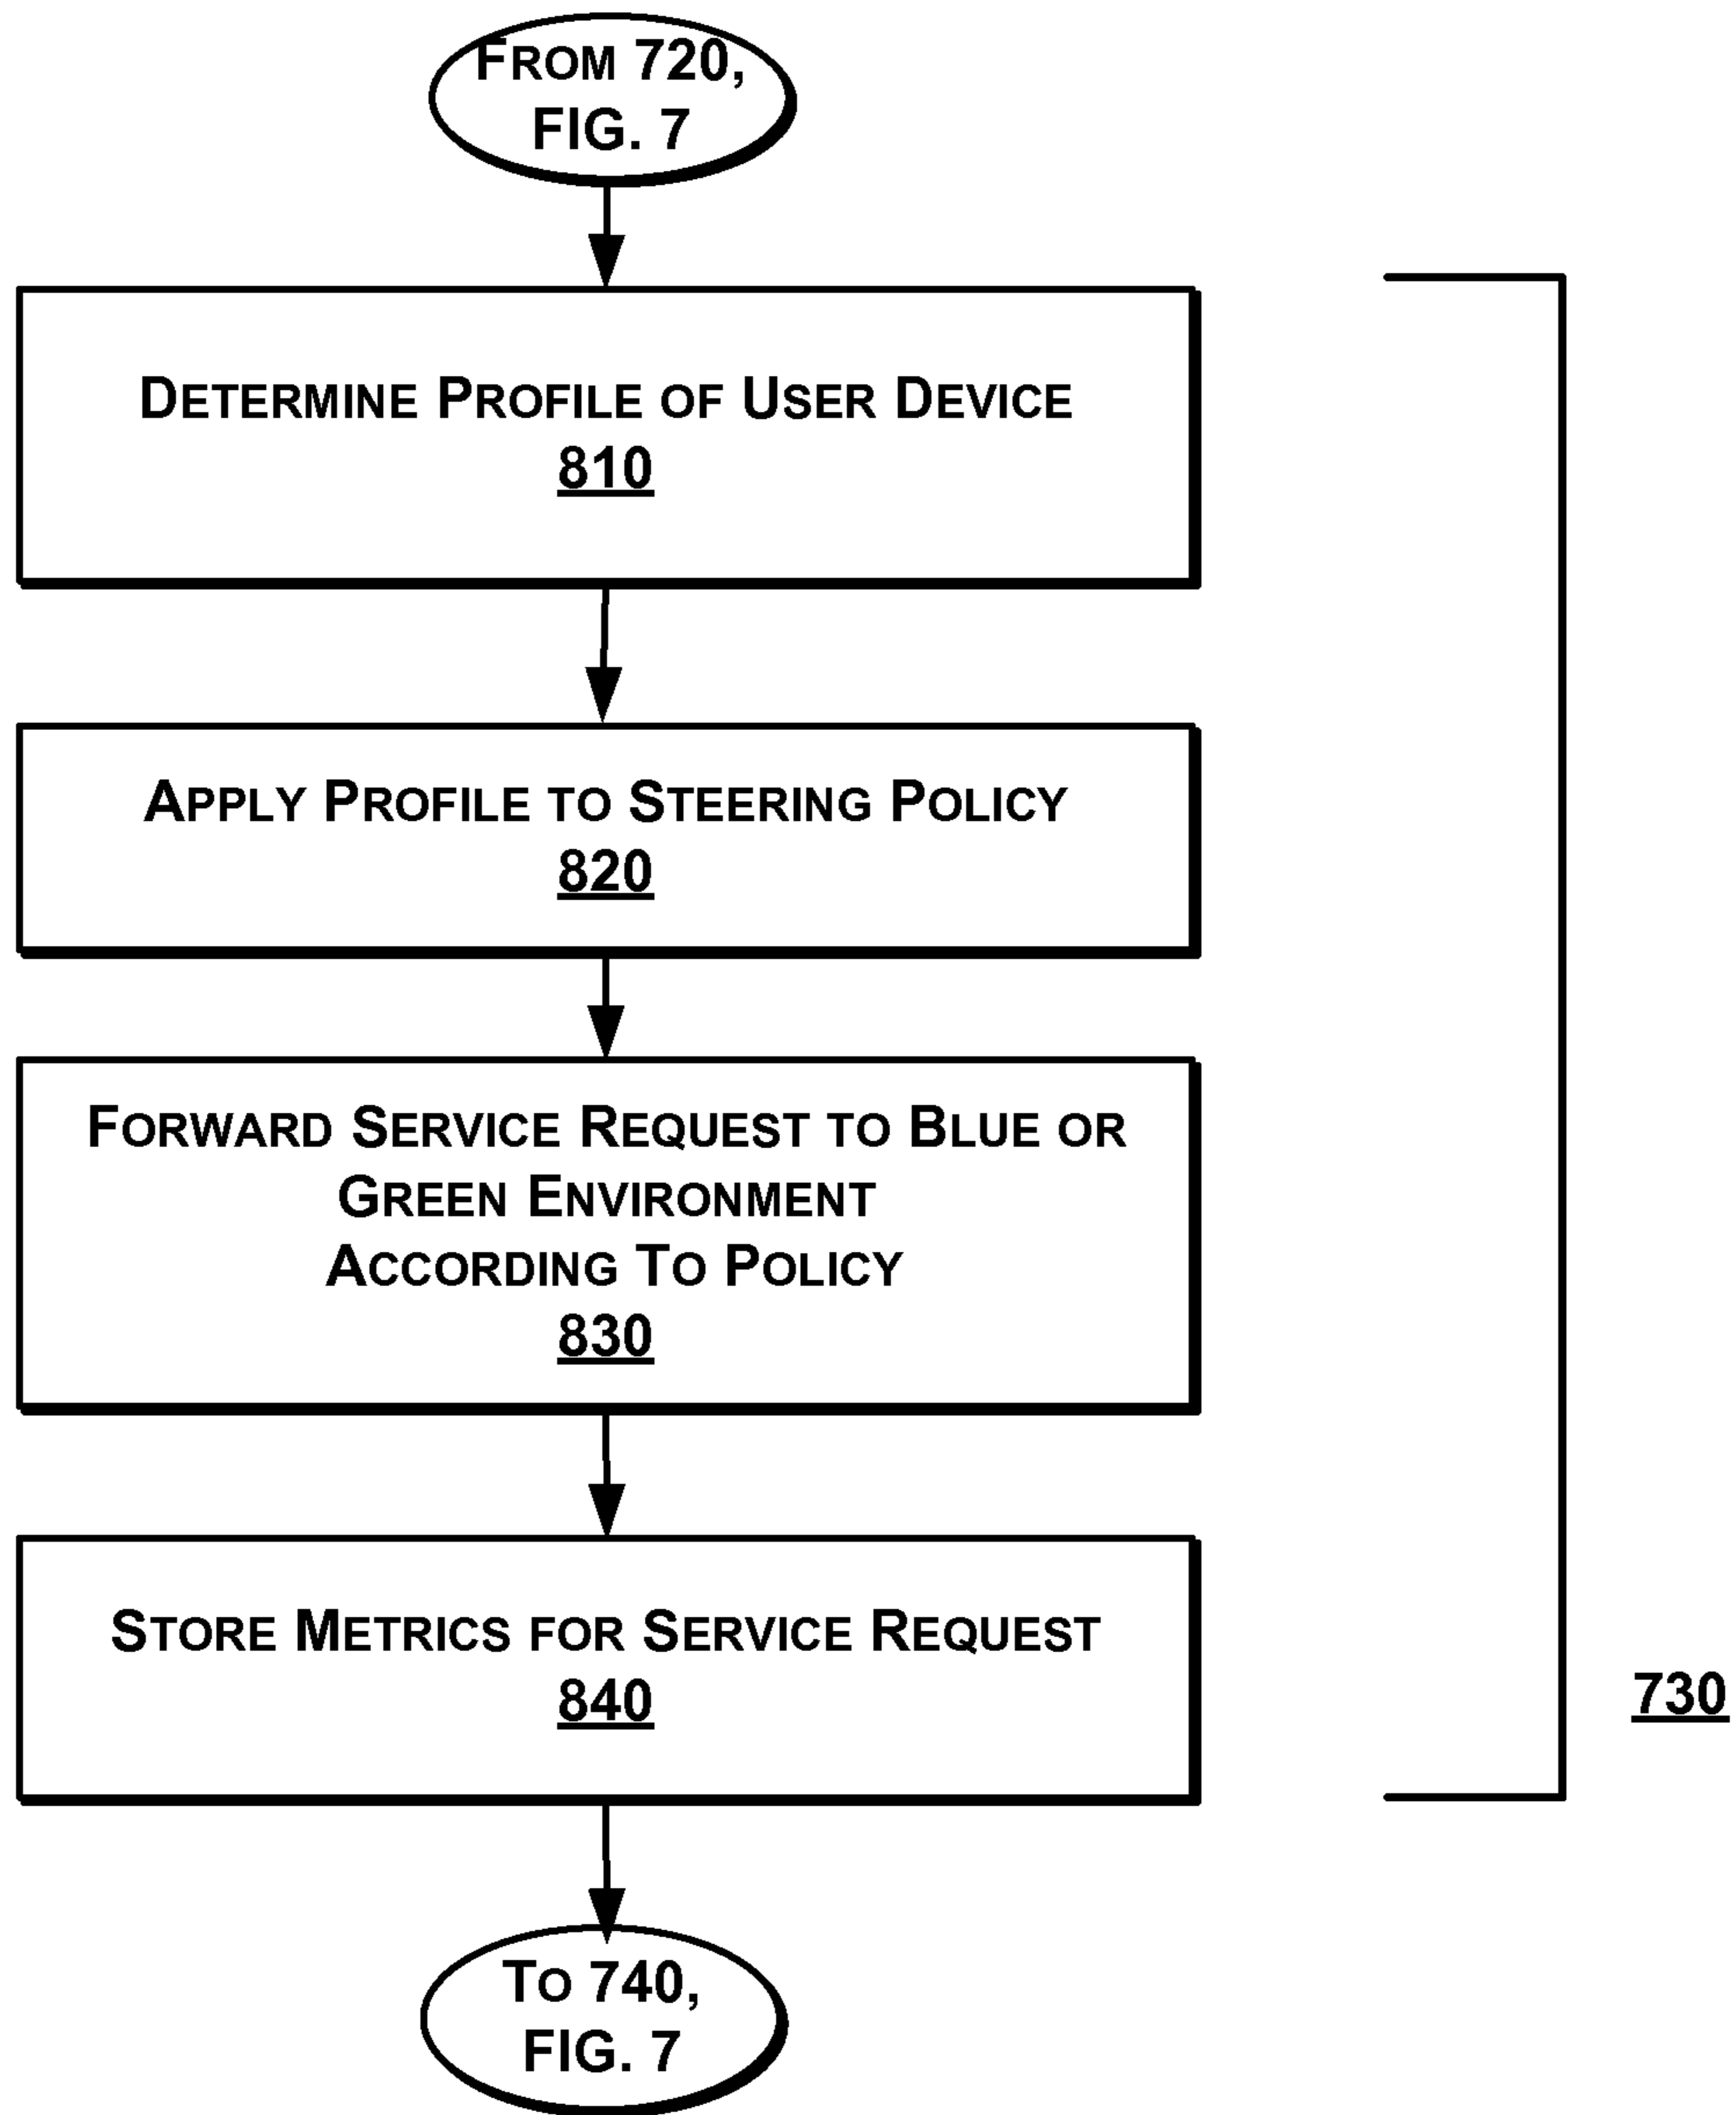 FROM 720,
FIG. 7
DETERMINE PROFILE OF USER DEVICE
810
APPLY PROFILE TO STEERING POLICY
820
FORWARD SERVICE REQUEST TO BLUE OR
GREEN ENVIRONMENT
ACCORDING TO POLICY
830
STORE METRICS FOR SERVICE REQUEST
840
730
TO 740,
FIG. 7